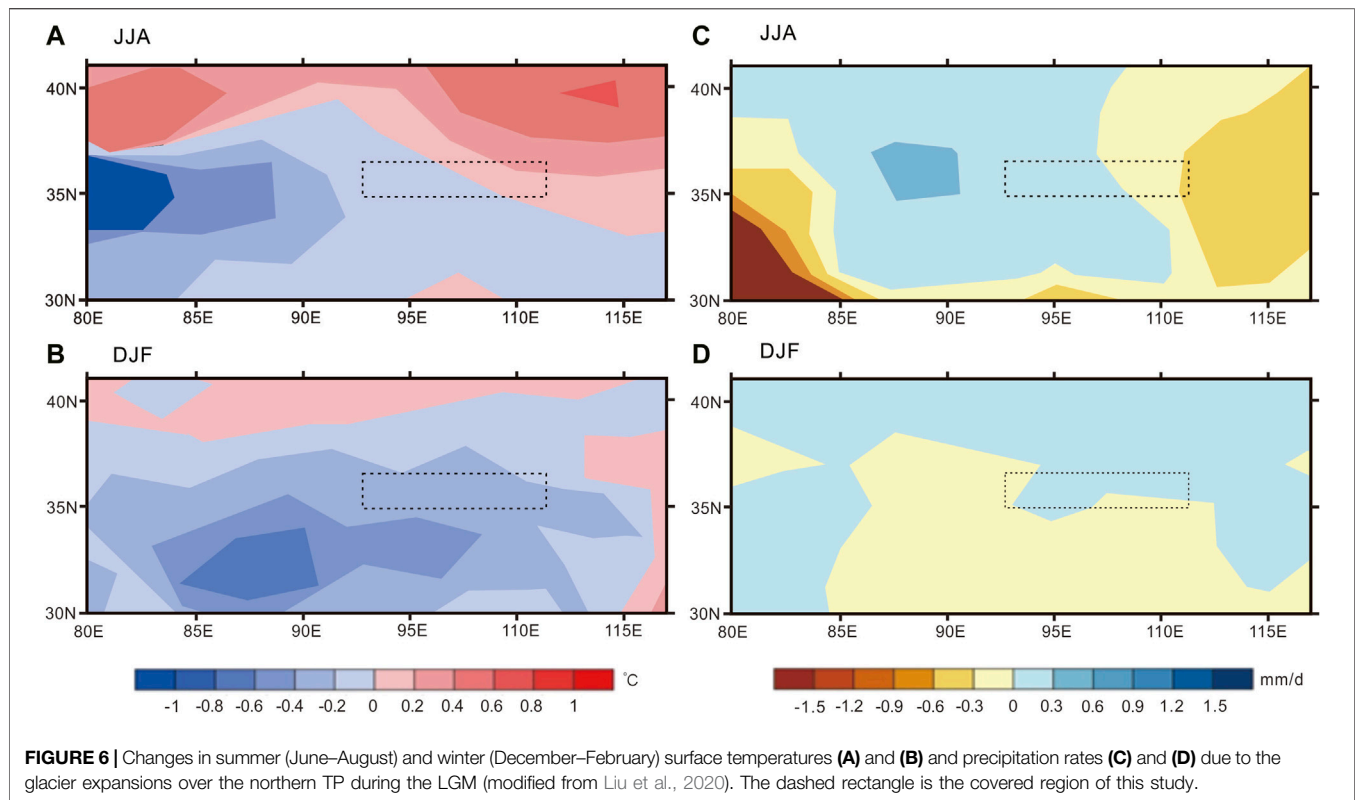 A JJA
40N
35N
30N
80E 85E 90E 95E 110E 115E
C JJA
40N
35N
30N
80E 85E 90E 95E 110E 115E
B DJF
40N
35N
30N
80E 85E 90E 95E 110E 115E
D DJF
40N
35N
30N
80E 85E 90E 95E 110E 115E
°C
-1 -0.8 -0.6 -0.4 -0.2 0 0.2 0.4 0.6 0.8 1
mm/d
-1.5 -1.2 -0.9 -0.6 -0.3 0 0.3 0.6 0.9 1.2 1.5
FIGURE 6 | Changes in summer (June–August) and winter (December–February) surface temperatures (A) and (B) and precipitation rates (C) and (D) due to the
glacier expansions over the northern TP during the LGM (modified from Liu et al., 2020). The dashed rectangle is the covered region of this study.